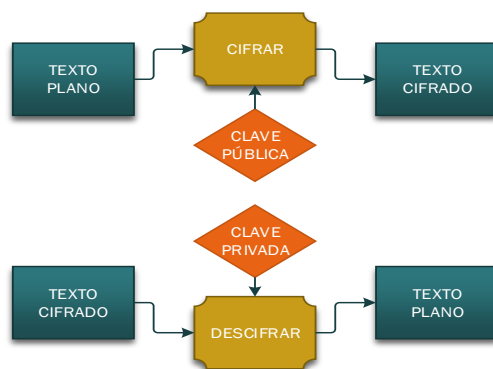 TEXTO
PLANO
CIFRAR
TEXTO
CIFRADO
CLAVE
PÚBLICA
CLAVE
PRIVADA
TEXTO
CIFRADO
DESCIFRAR
TEXTO
PLANO